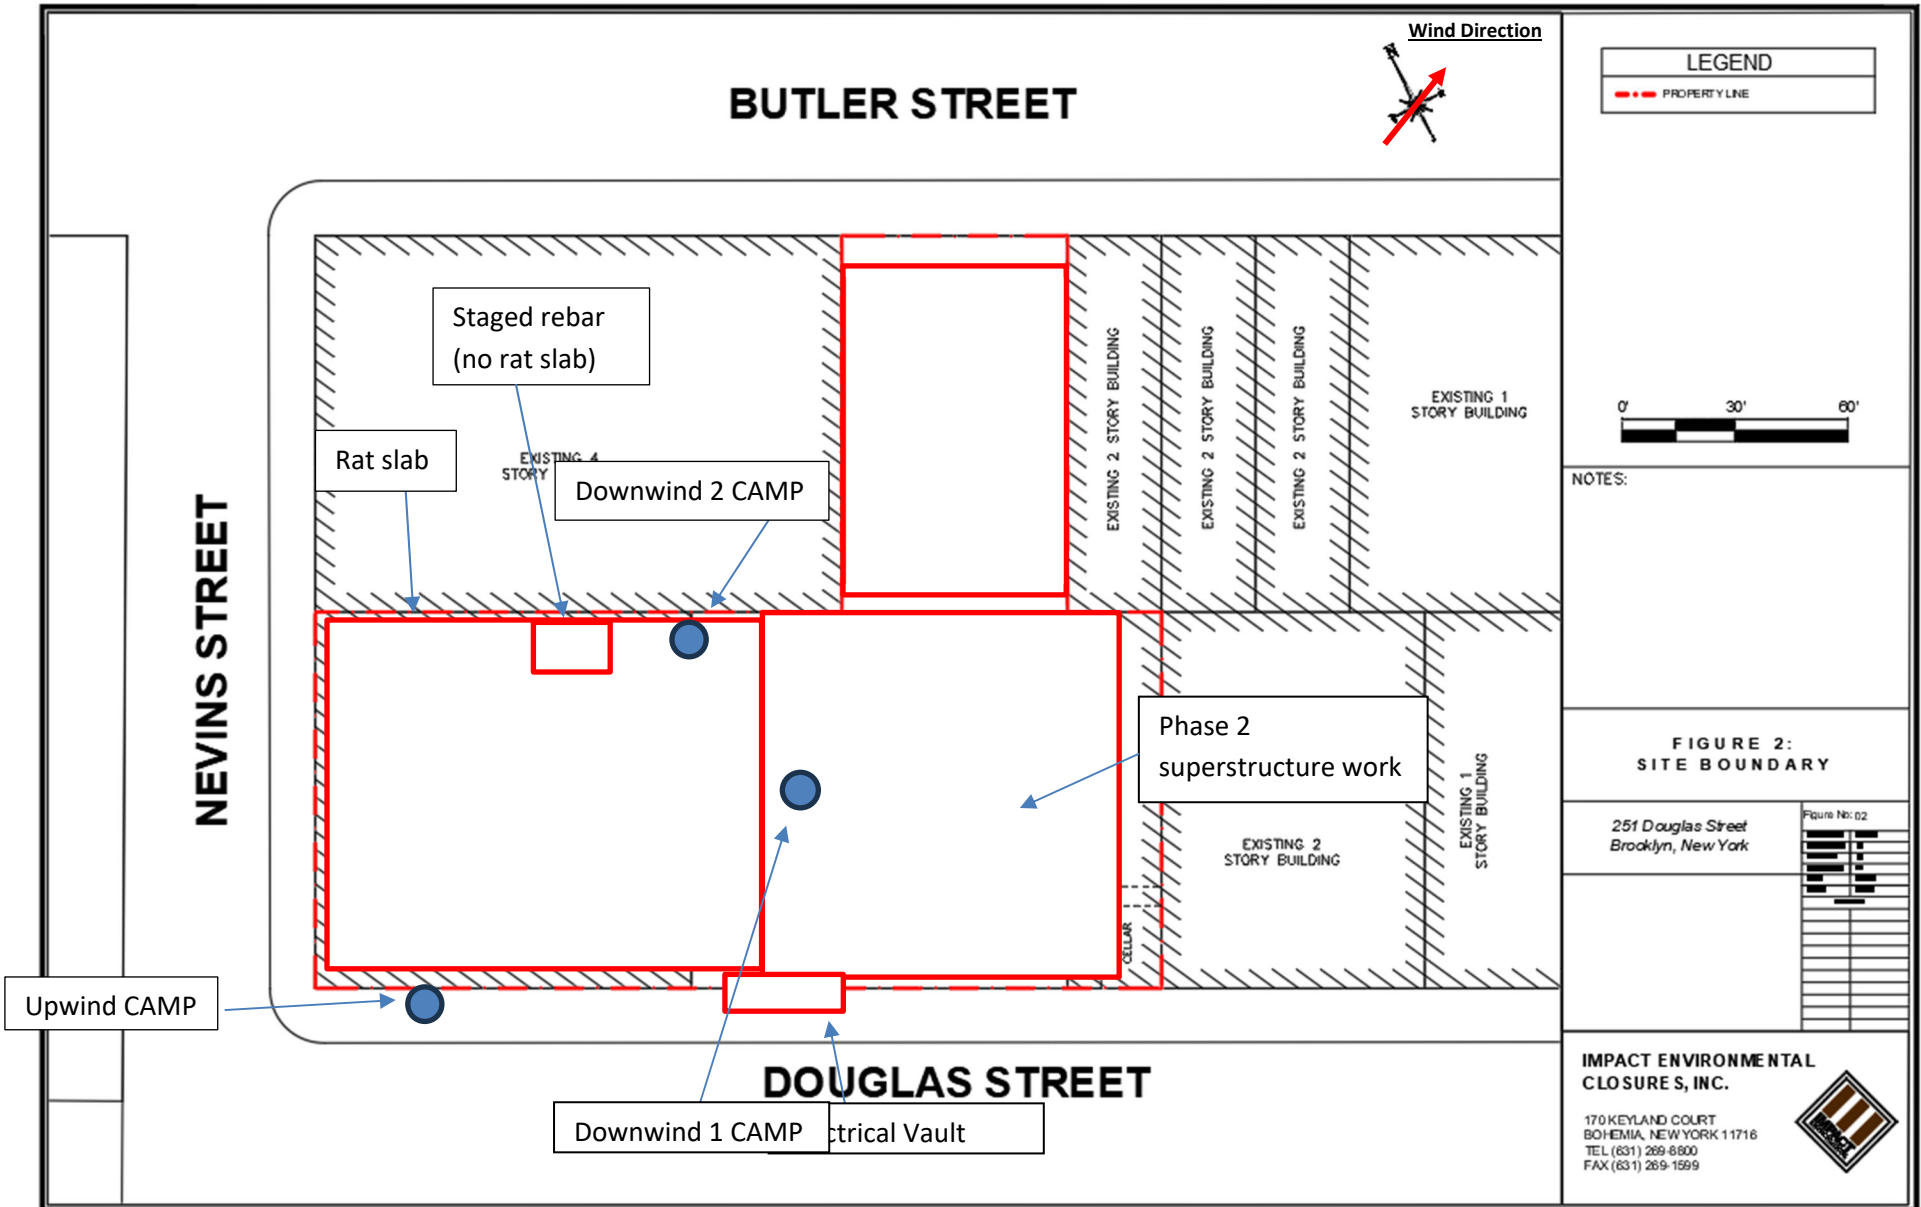 Wind Direction
N
BUTLER STREET
LEGEND
PROPERTY LINE
Staged rebar
(no rat slab)
Rat slab
EXISTING 4
STORY
Downwind 2 CAMP
EXISTING 2 STORY BUILDING
EXISTING 2 STORY BUILDING
EXISTING 2 STORY BUILDING
EXISTING 1
STORY BUILDING
0' 30' 60'
NOTES:
NEVINS STREET
Phase 2
superstructure work
EXISTING 2
STORY BUILDING
EXISTING 1
STORY BUILDING
CELLAR
Upwind CAMP
DOUGLAS STREET
Downwind 1 CAMP
ctrical Vault
FIGURE 2:
SITE BOUNDARY
251 Douglas Street
Brooklyn, New York
Figure No: 02
IMPACT ENVIRONMENTAL
CLOSURES, INC.
170 KEYLAND COURT
BOHEMIA, NEW YORK 11716
TEL (631) 269-8800
FAX (631) 269-1599
IMPACT